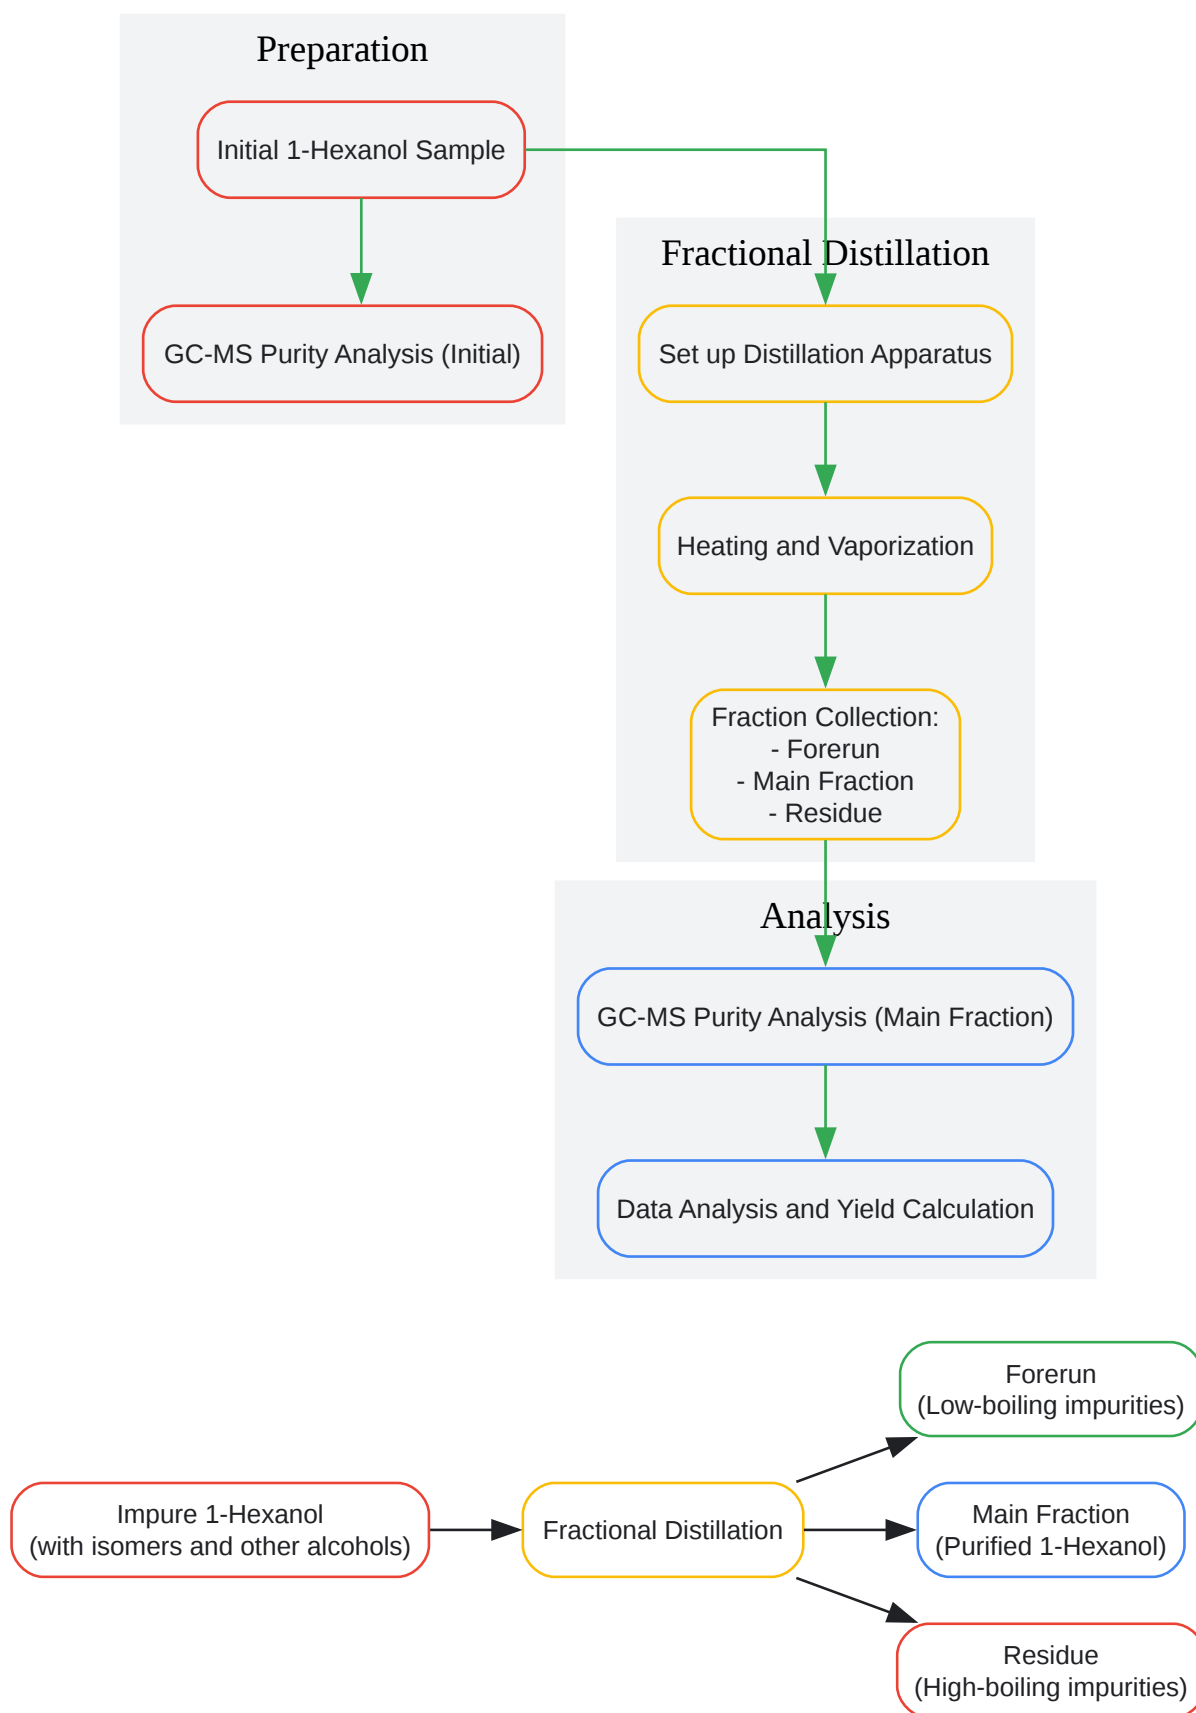 Preparation
Initial 1-Hexanol Sample
GC-MS Purity Analysis (Initial)
Fractional Distillation
Set up Distillation Apparatus
Heating and Vaporization
Fraction Collection:
- Forerun
- Main Fraction
- Residue
Analysis
GC-MS Purity Analysis (Main Fraction)
Data Analysis and Yield Calculation
Impure 1-Hexanol
(with isomers and other alcohols)
Fractional Distillation
Forerun
(Low-boiling impurities)
Main Fraction
(Purified 1-Hexanol)
Residue
(High-boiling impurities)